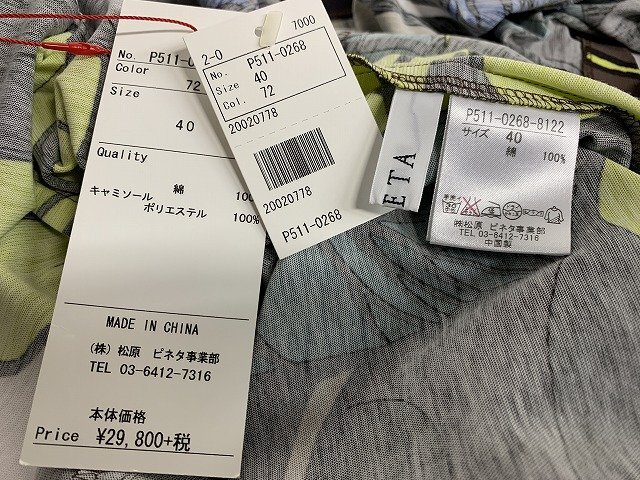 No. P511-0
Color 72
Size
40
Quality
綿 100
キャミソール
ポリエステル 100%
MADE IN CHINA
(株) 松原 ピネタ事業部
TEL 03-6412-7316
本体価格
Price ¥29,800+税
2-0 7000
No. P511-0268
Size 40
Col. 72
20020778
20020778
P511-0268
ETA
P511-0268-8122
サイズ 40
綿 100%
(株)松原 ピネタ事業部
TEL 03-6412-7316
中国製